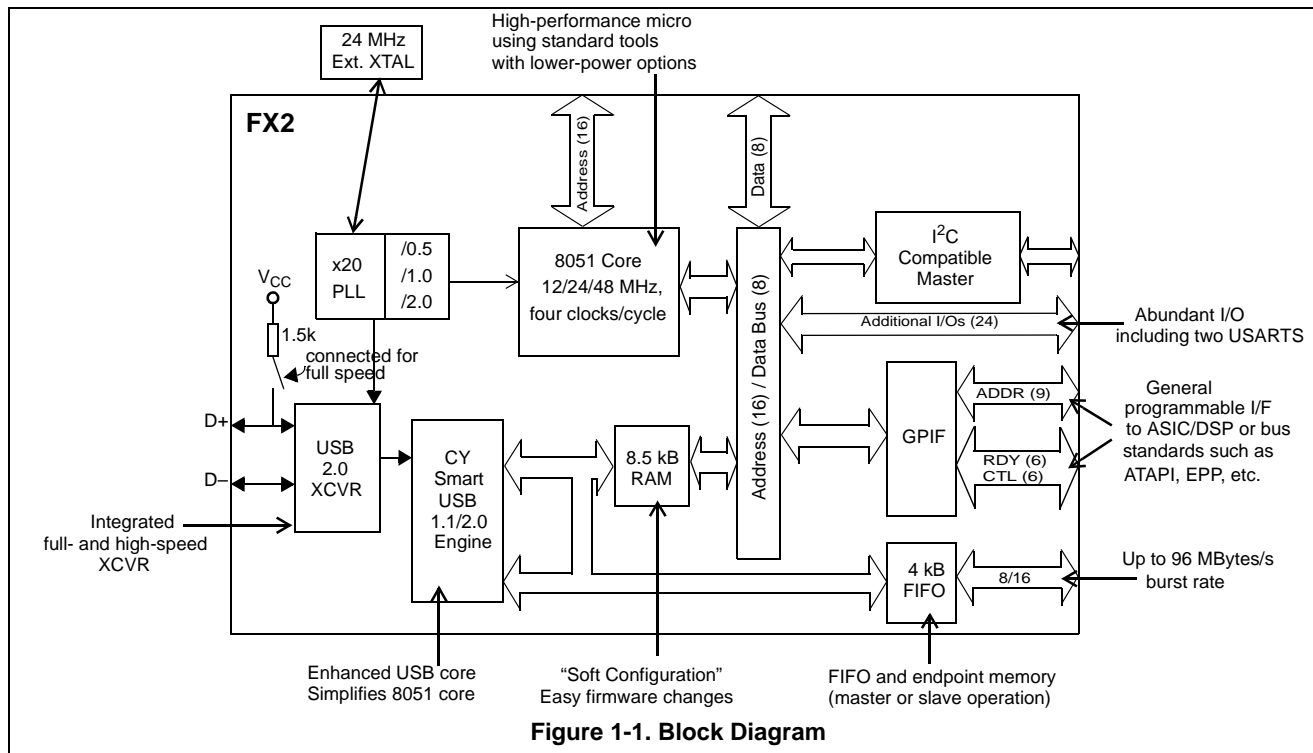 High-performance micro
using standard tools
with lower-power options
24 MHz
Ext. XTAL
FX2
Address (16)
Data (8)
x20
PLL
/0.5
/1.0
/2.0
8051 Core
12/24/48 MHz,
four clocks/cycle
I2C
Compatible
Master
VCC
1.5k
connected for
full speed
Address (16) / Data Bus (8)
Additional I/Os (24)
Abundant I/O
including two USARTS
ADDR (9)
General
programmable I/F
to ASIC/DSP or bus
standards such as
ATAPI, EPP, etc.
GPIF
RDY (6)
CTL (6)
D+
D–
USB
2.0
XCVR
CY
Smart
USB
1.1/2.0
Engine
8.5 kB
RAM
Integrated
full- and high-speed
XCVR
4 kB
FIFO
8/16
Up to 96 MBytes/s
burst rate
Enhanced USB core
Simplifies 8051 core
“Soft Configuration”
Easy firmware changes
FIFO and endpoint memory
(master or slave operation)
Figure 1-1. Block Diagram